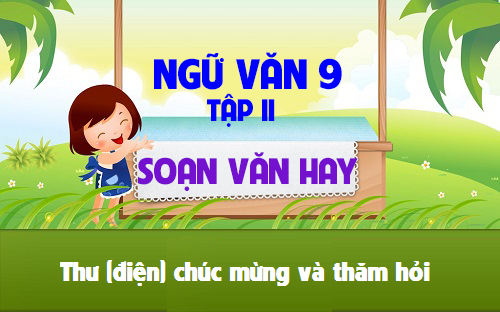 NGỮ VĂN 9
TẬP II
SOẠN VĂN HAY
Thư (điện) chúc mừng và thăm hỏi